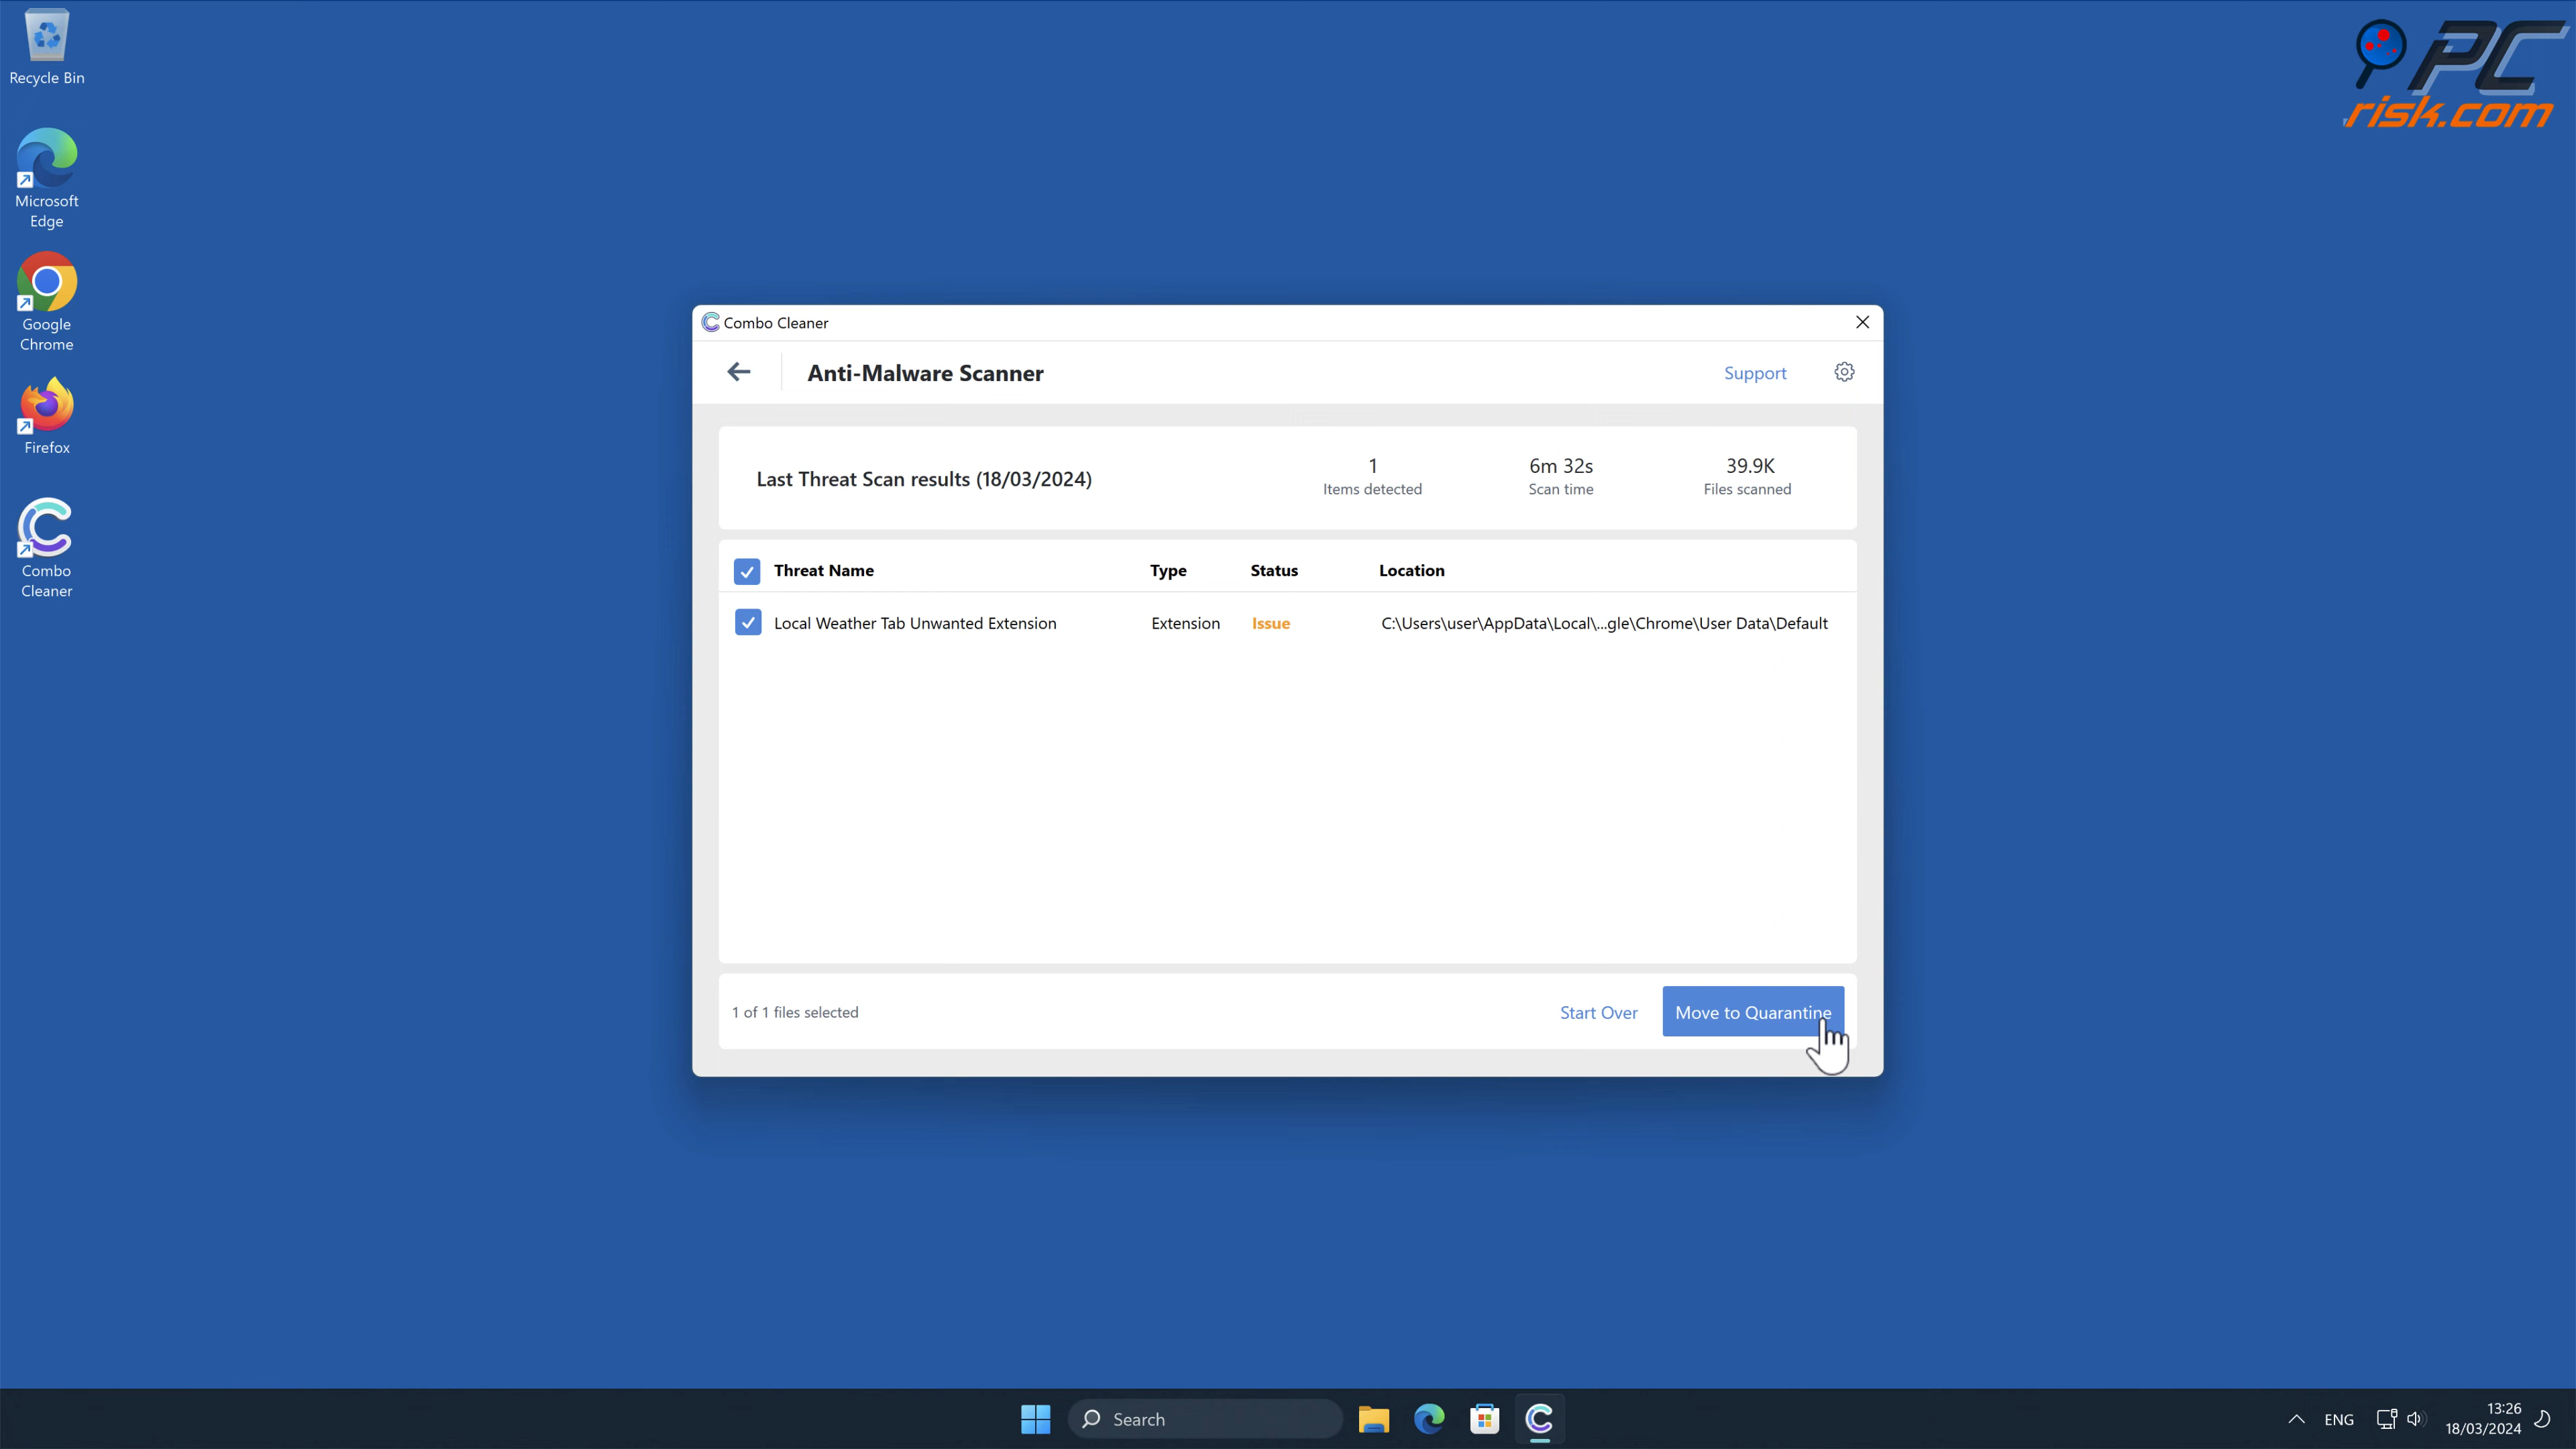 Recycle Bin
PC
risk.com
Microsoft
Edge
Google
Chrome
Firefox
Combo
Cleaner
Combo Cleaner
Anti-Malware Scanner
Support
Last Threat Scan results (18/03/2024)
1
Items detected
6m 32s
Scan time
39.9K
Files scanned
Threat Name Type Status Location
Local Weather Tab Unwanted Extension Extension Issue C:\Users\user\AppData\Local\...gle\Chrome\User Data\Default
1 of 1 files selected
Start Over
Move to Quarantine
Search
ENG
13:26
18/03/2024